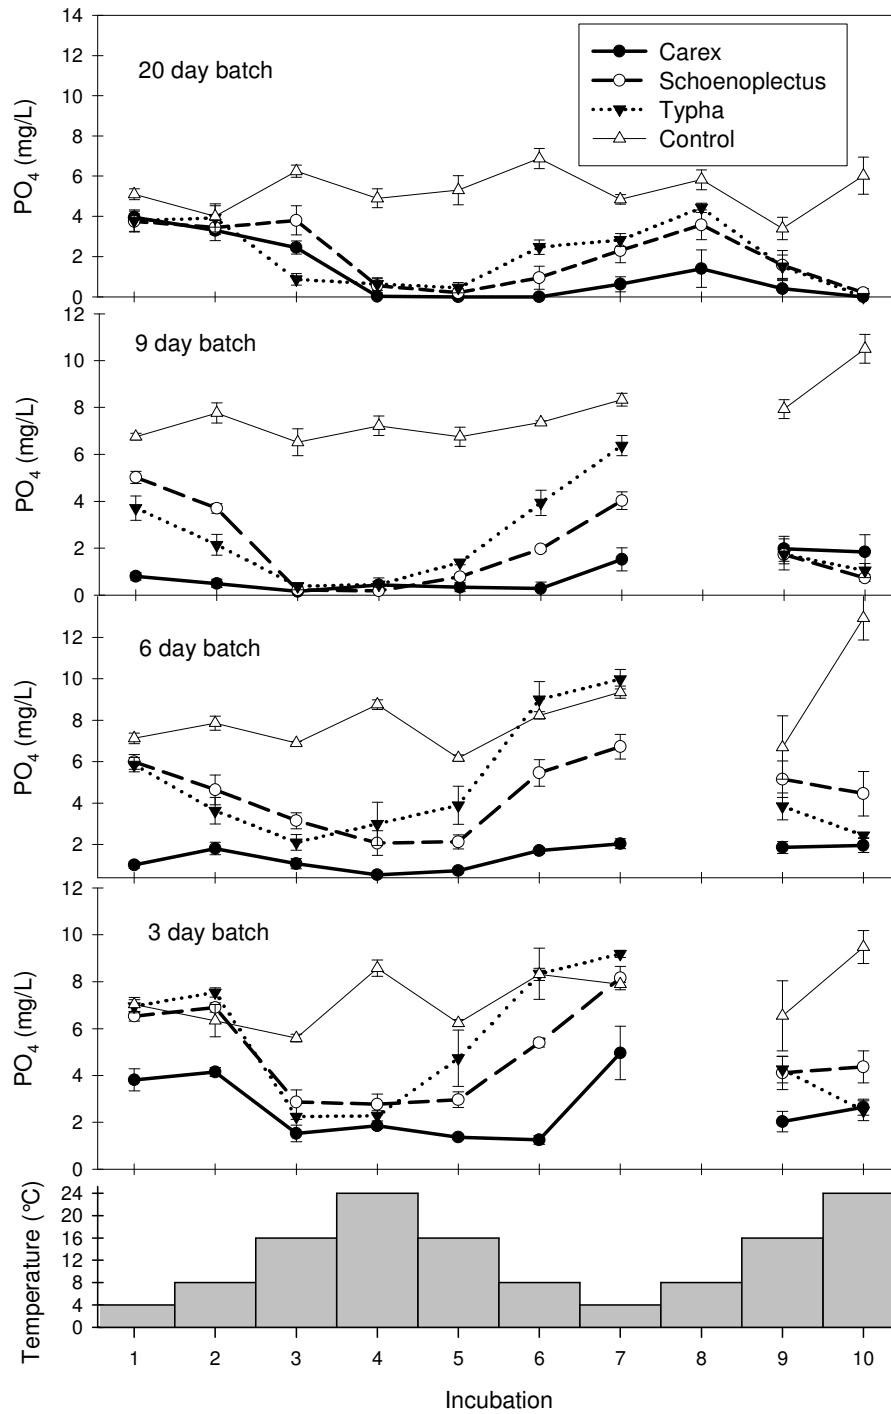 14
12
10
8
6
4
2
0
PO4 (mg/L)
20 day batch
Carex
Schoenoplectus
Typha
Control
12
10
8
6
4
2
0
PO4 (mg/L)
9 day batch
12
10
8
6
4
2
PO4 (mg/L)
6 day batch
12
10
8
6
4
2
0
PO4 (mg/L)
3 day batch
24
20
16
12
8
4
0
Temperature (°C)
1 2 3 4 5 6 7 8 9 10
Incubation